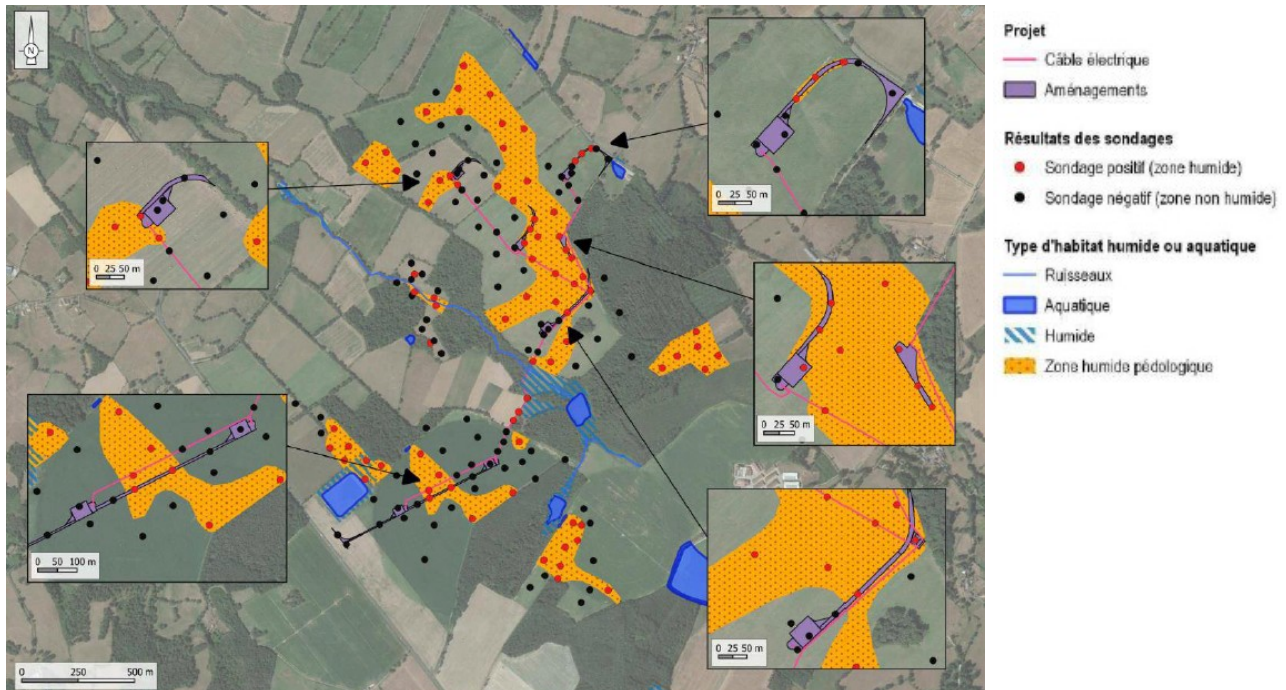 N
0 25 50 m
0 25 50 m
0 25 50 m
0 50 100 m
0 25 50 m
0 250 500 m
Projet
Câble électrique
Aménagements
Résultats des sondages
Sondage positif (zone humide)
Sondage négatif (zone non humide)
Type d'habitat humide ou aquatique
Ruisseaux
Aquatique
Humide
Zone humide pédologique